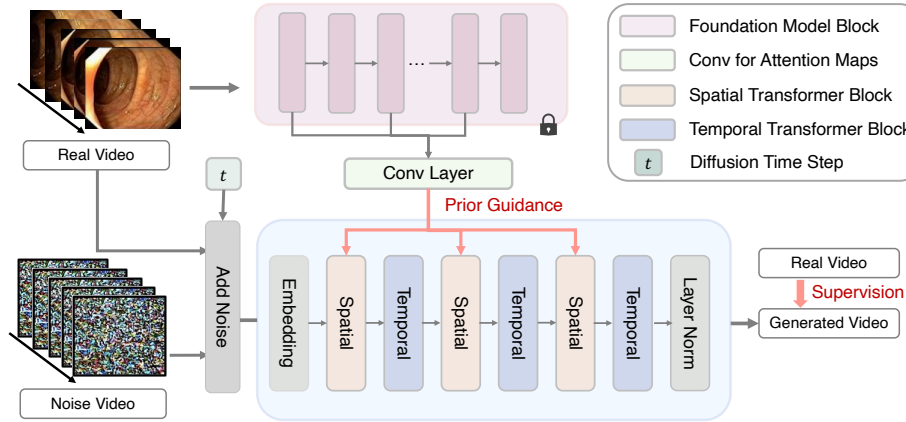 Real Video
...
Conv Layer
Prior Guidance
t
Add Noise
Noise Video
Embedding
Spatial
Temporal
Spatial
Temporal
Spatial
Temporal
Layer Norm
Real Video
Supervision
Generated Video
Foundation Model Block
Conv for Attention Maps
Spatial Transformer Block
Temporal Transformer Block
t
Diffusion Time Step